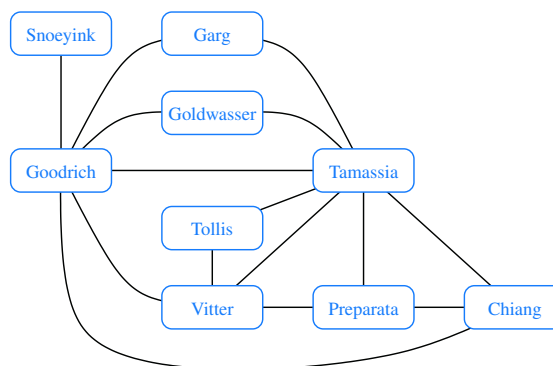 Snoeyink
Garg
Goldwasser
Goodrich
Tamassia
Tollis
Vitter
Preparata
Chiang